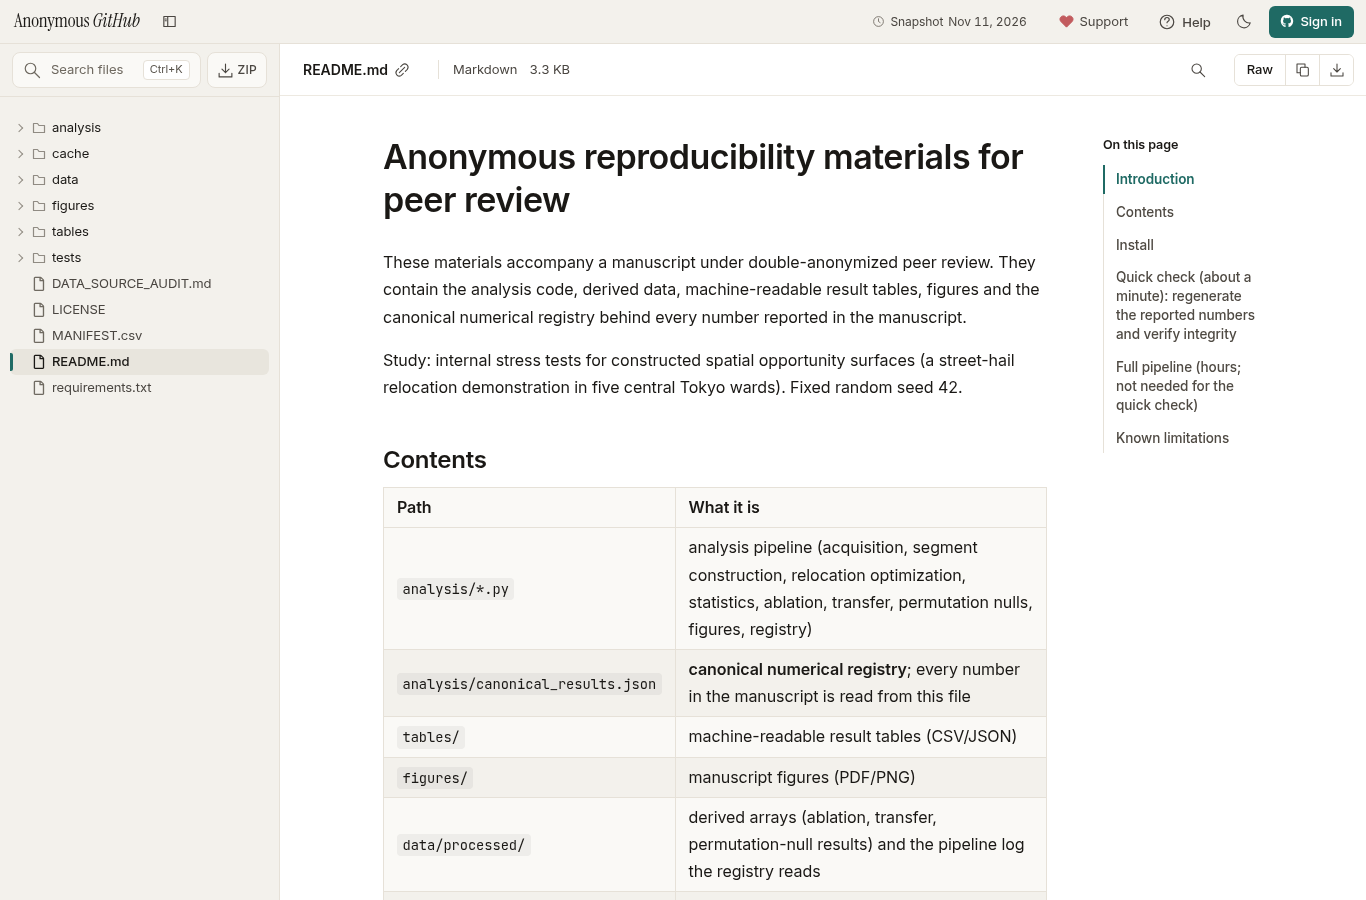 Anonymous GitHub
Snapshot Nov 11, 2026
Support
Help
Sign in
Search files
Ctrl+K
ZIP
analysis
cache
data
figures
tables
tests
DATA_SOURCE_AUDIT.md
LICENSE
MANIFEST.csv
README.md
requirements.txt
README.md
Markdown
3.3 KB
Raw
Anonymous reproducibility materials for
peer review
These materials accompany a manuscript under double-anonymized peer review. They
contain the analysis code, derived data, machine-readable result tables, figures and the
canonical numerical registry behind every number reported in the manuscript.
Study: internal stress tests for constructed spatial opportunity surfaces (a street-hail
relocation demonstration in five central Tokyo wards). Fixed random seed 42.
Contents
Path
What it is
analysis/*.py
analysis pipeline (acquisition, segment
construction, relocation optimization,
statistics, ablation, transfer, permutation nulls,
figures, registry)
analysis/canonical_results.json
canonical numerical registry; every number
in the manuscript is read from this file
tables/
machine-readable result tables (CSV/JSON)
figures/
manuscript figures (PDF/PNG)
data/processed/
derived arrays (ablation, transfer,
permutation-null results) and the pipeline log
the registry reads
On this page
Introduction
Contents
Install
Quick check (about a
minute): regenerate
the reported numbers
and verify integrity
Full pipeline (hours;
not needed for the
quick check)
Known limitations